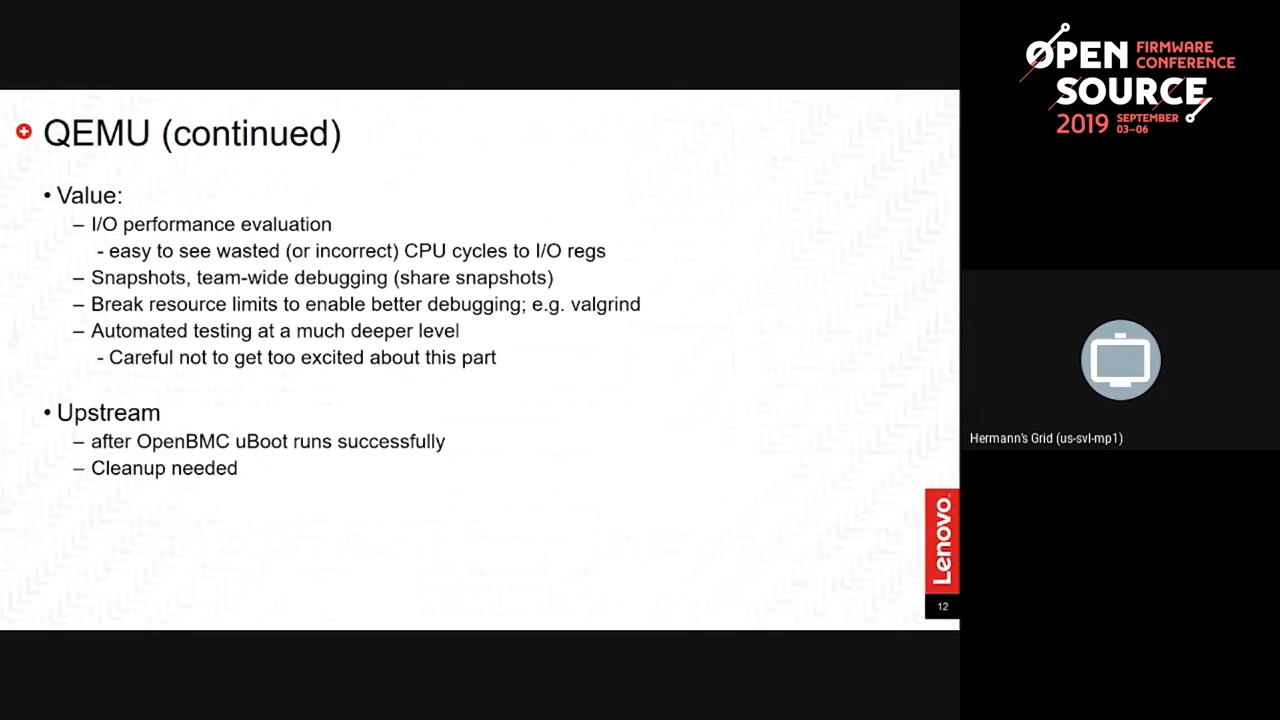 QEMU (continued)
• Value:
– I/O performance evaluation
- easy to see wasted (or incorrect) CPU cycles to I/O regs
– Snapshots, team-wide debugging (share snapshots)
– Break resource limits to enable better debugging; e.g. valgrind
– Automated testing at a much deeper level
- Careful not to get too excited about this part
• Upstream
– after OpenBMC uBoot runs successfully
– Cleanup needed
Lenovo
12
OPEN FIRMWARE
CONFERENCE
SOURCE
2019 SEPTEMBER
03–06
Hermann's Grid (us-svl-mp1)